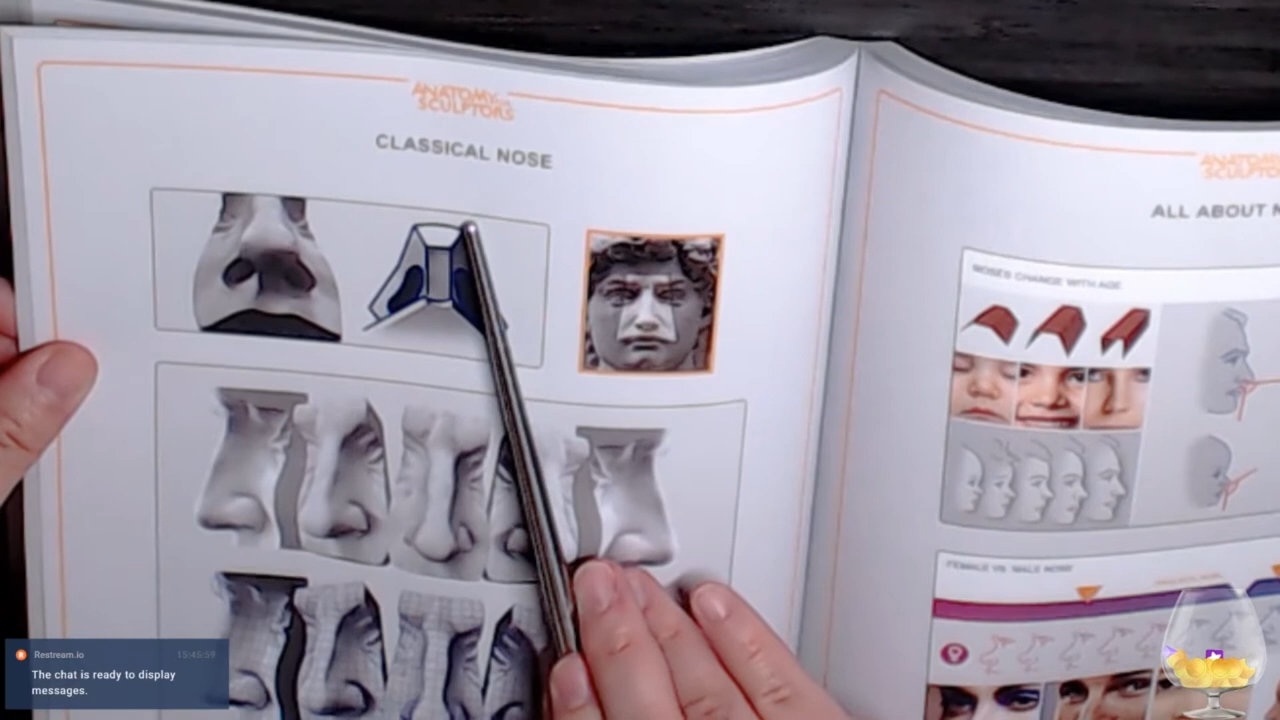 ANATOMY FOR
SCULPTORS
CLASSICAL NOSE
ANATOMY
SCULPTORS
ALL ABOUT N
NOSES CHANGE WITH AGE
FEMALE VS. MALE NOSE
Restream.io 15:45:59
The chat is ready to display
messages.